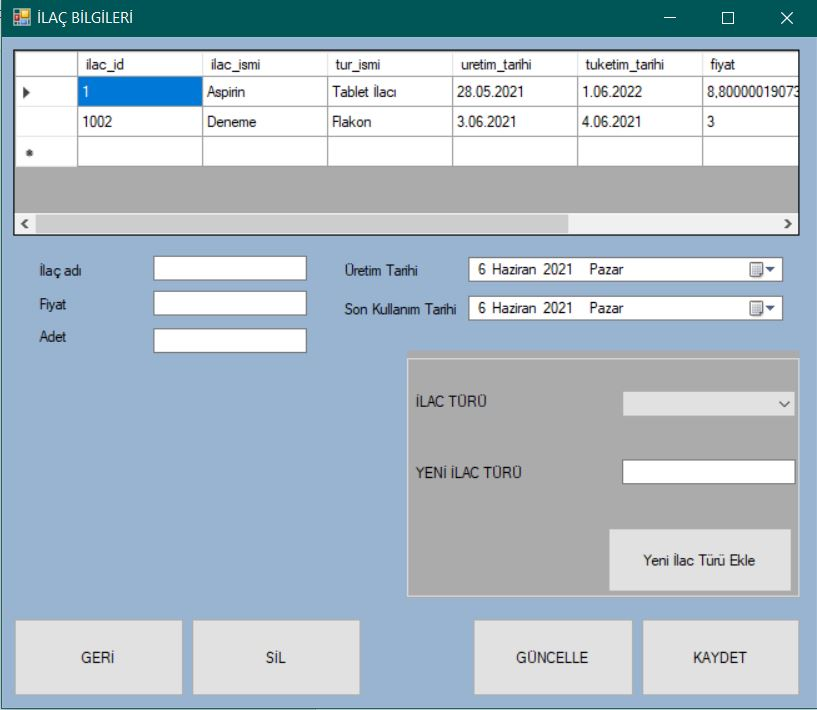 İLAÇ BİLGİLERİ
ilac_id ilac_ismi tur_ismi uretim_tarihi tuketim_tarihi fiyat
1 Aspirin Tablet İlacı 28.05.2021 1.06.2022 8,80000019073
1002 Deneme Flakon 3.06.2021 4.06.2021 3
İlaç adı Üretim Tarihi 6 Haziran 2021 Pazar
Fiyat Son Kullanım Tarihi 6 Haziran 2021 Pazar
Adet
İLAC TÜRÜ
YENİ İLAC TÜRÜ
Yeni İlac Türü Ekle
GERİ SİL GÜNCELLE KAYDET